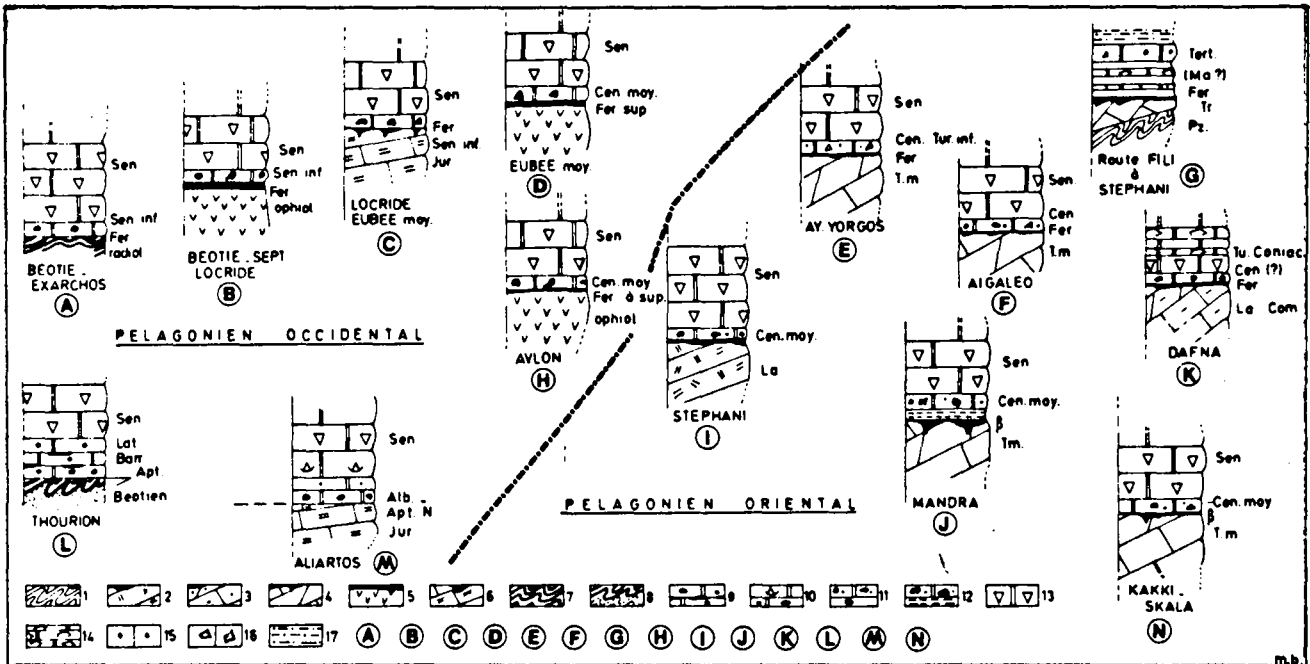 Sen
Sen inf
Fer
radiol
BEOTIE _
EXARCHOS
A
Sen
Sen inf
Fer
ophiol
BEOTIE _ SEPT
LOCRIDE
B
Sen
Fer
Sen inf.
Jur
LOCRIDE
EUBEE moy.
C
Sen
Cen moy.
Fer sup
EUBEE moy.
D
Sen
Cen. Tur inf.
Fer
T.m
AY. YORGOS
E
Sen.
Cen
Fer
T.m
AIGALEO
F
Tert.
(Ma ?)
Fer
Tr
Pz.
Route FILI
à
STEPHANI
G
PELAGONIEN OCCIDENTAL
Sen
Cen. moy
Fer à sup.
ophiol
AVLON
H
Sen
Cen. moy.
La
STEPHANI
I
Sen
Cen. moy.
β
Tm.
MANDRA
J
Tu. Coniac.
Cen (?)
Fer
La Com
DAFNA
K
Sen
Lat
Barr
Apt.
Beotien
THOURION
L
Sen
Alb. -
Apt. N
Jur
ALIARTOS
M
PELAGONIEN ORIENTAL
Sen
Cen. moy
β
T.m
KAKKI _
SKALA
N
1 2 3 4 5 6 7 8 9 10 11 12 13
14 15 16 17 A B C D E F G H I J K L M N
m.b.